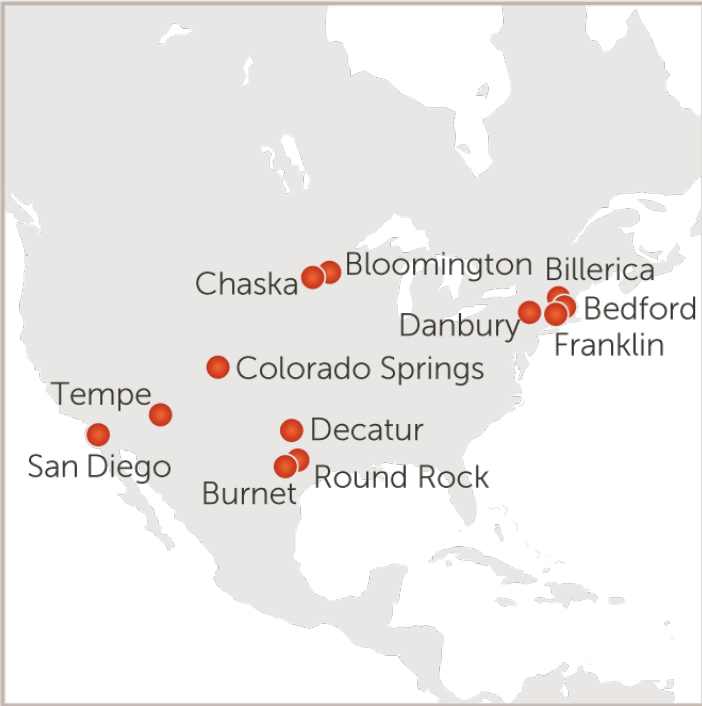 Bloomington
Billerica
Chaska
Bedford
Danbury
Franklin
Colorado Springs
Tempe
Decatur
San Diego
Round Rock
Burnet